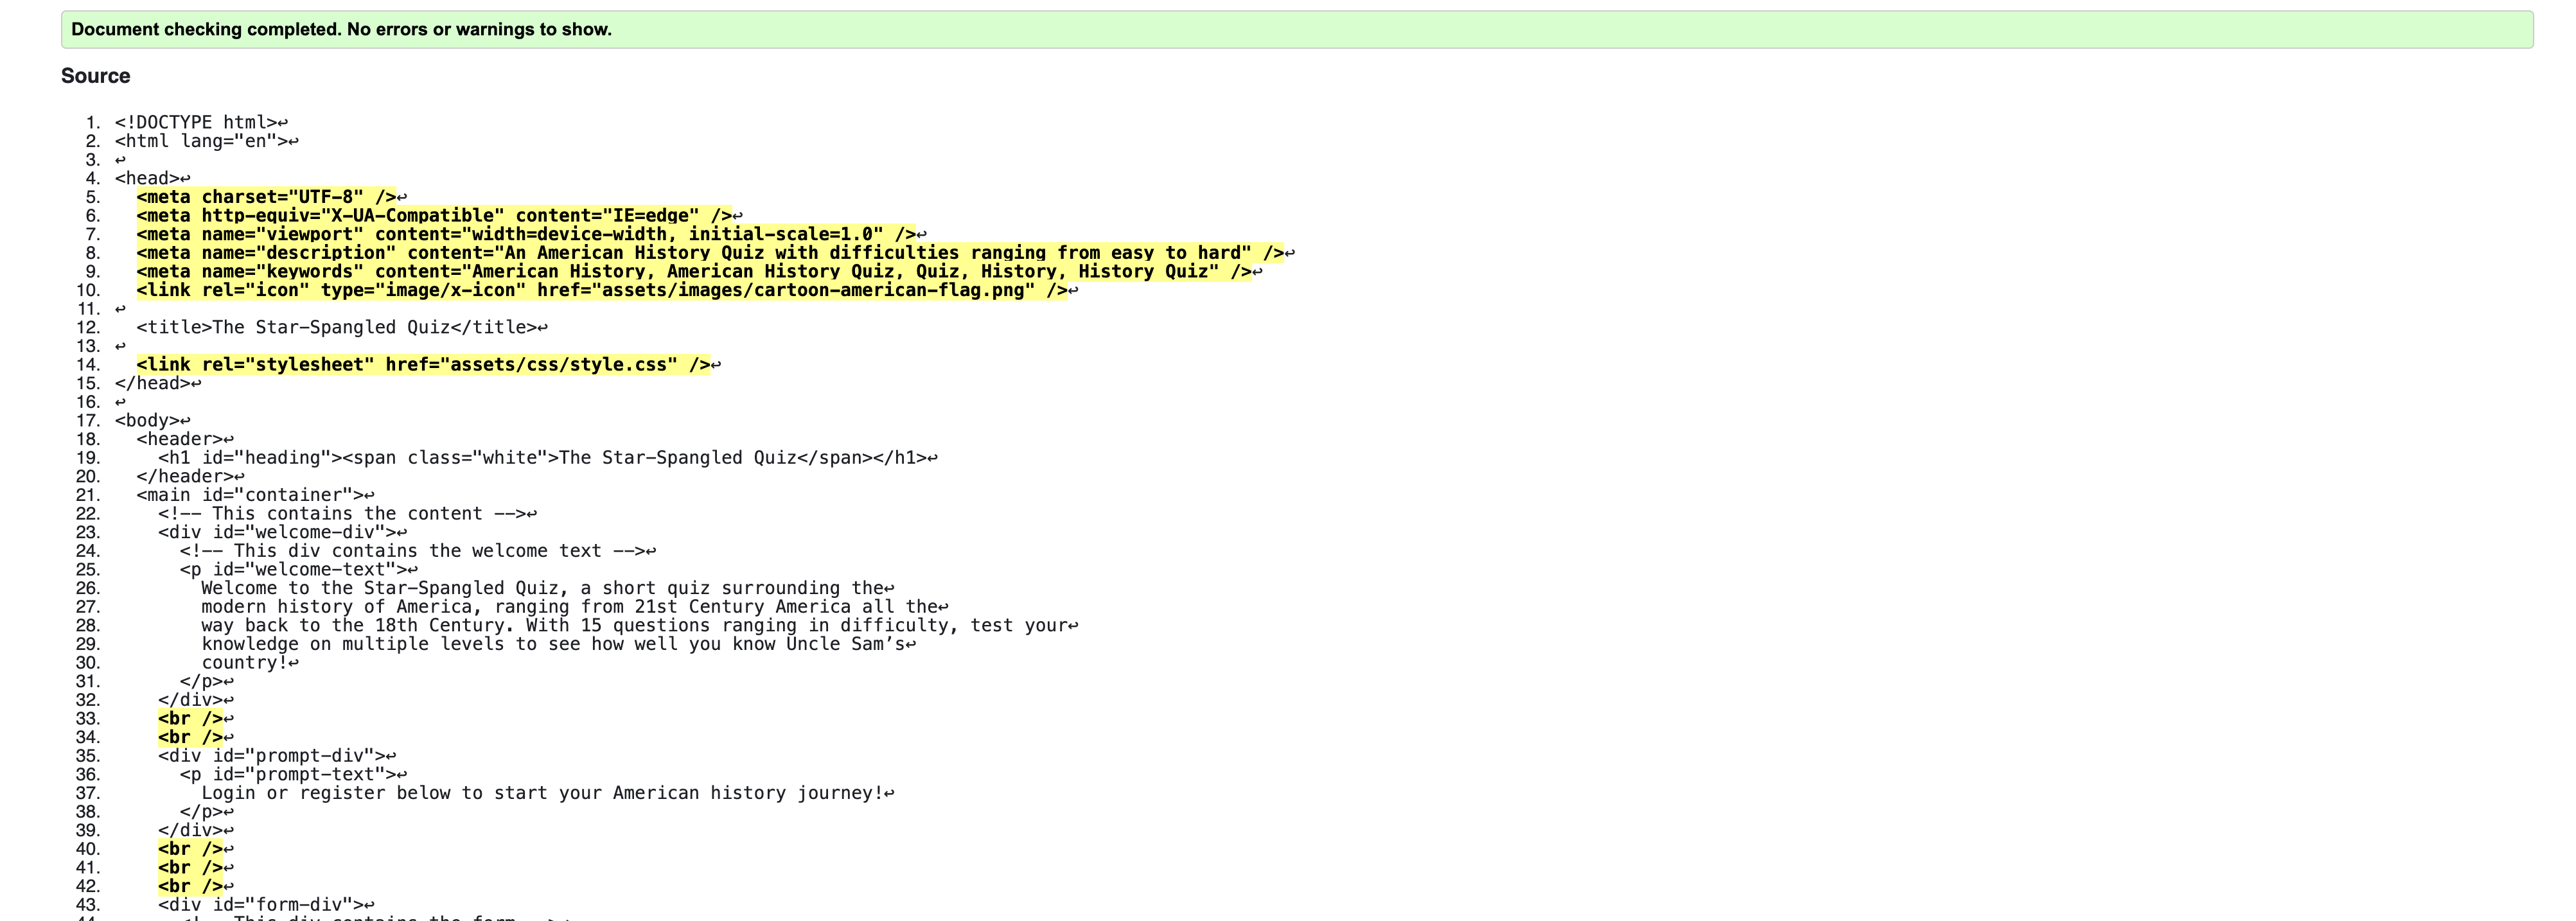 Document checking completed. No errors or warnings to show.
Source
1. <!DOCTYPE html>↩
2. <html lang="en">↩
3. ↩
4. <head>↩
5.   <meta charset="UTF-8" />↩
6.   <meta http-equiv="X-UA-Compatible" content="IE=edge" />↩
7.   <meta name="viewport" content="width=device-width, initial-scale=1.0" />↩
8.   <meta name="description" content="An American History Quiz with difficulties ranging from easy to hard" />↩
9.   <meta name="keywords" content="American History, American History Quiz, Quiz, History, History Quiz" />↩
10.   <link rel="icon" type="image/x-icon" href="assets/images/cartoon-american-flag.png" />↩
11. ↩
12.   <title>The Star-Spangled Quiz</title>↩
13. ↩
14.   <link rel="stylesheet" href="assets/css/style.css" />↩
15. </head>↩
16. ↩
17. <body>↩
18.   <header>↩
19.     <h1 id="heading"><span class="white">The Star-Spangled Quiz</span></h1>↩
20.   </header>↩
21.   <main id="container">↩
22.     <!-- This contains the content -->↩
23.     <div id="welcome-div">↩
24.       <!-- This div contains the welcome text -->↩
25.       <p id="welcome-text">↩
26.         Welcome to the Star-Spangled Quiz, a short quiz surrounding the↩
27.         modern history of America, ranging from 21st Century America all the↩
28.         way back to the 18th Century. With 15 questions ranging in difficulty, test your↩
29.         knowledge on multiple levels to see how well you know Uncle Sam’s↩
30.         country!↩
31.       </p>↩
32.     </div>↩
33.     <br />↩
34.     <br />↩
35.     <div id="prompt-div">↩
36.       <p id="prompt-text">↩
37.         Login or register below to start your American history journey!↩
38.       </p>↩
39.     </div>↩
40.     <br />↩
41.     <br />↩
42.     <br />↩
43.     <div id="form-div">↩
44.       <!-- This div contains the form -->↩